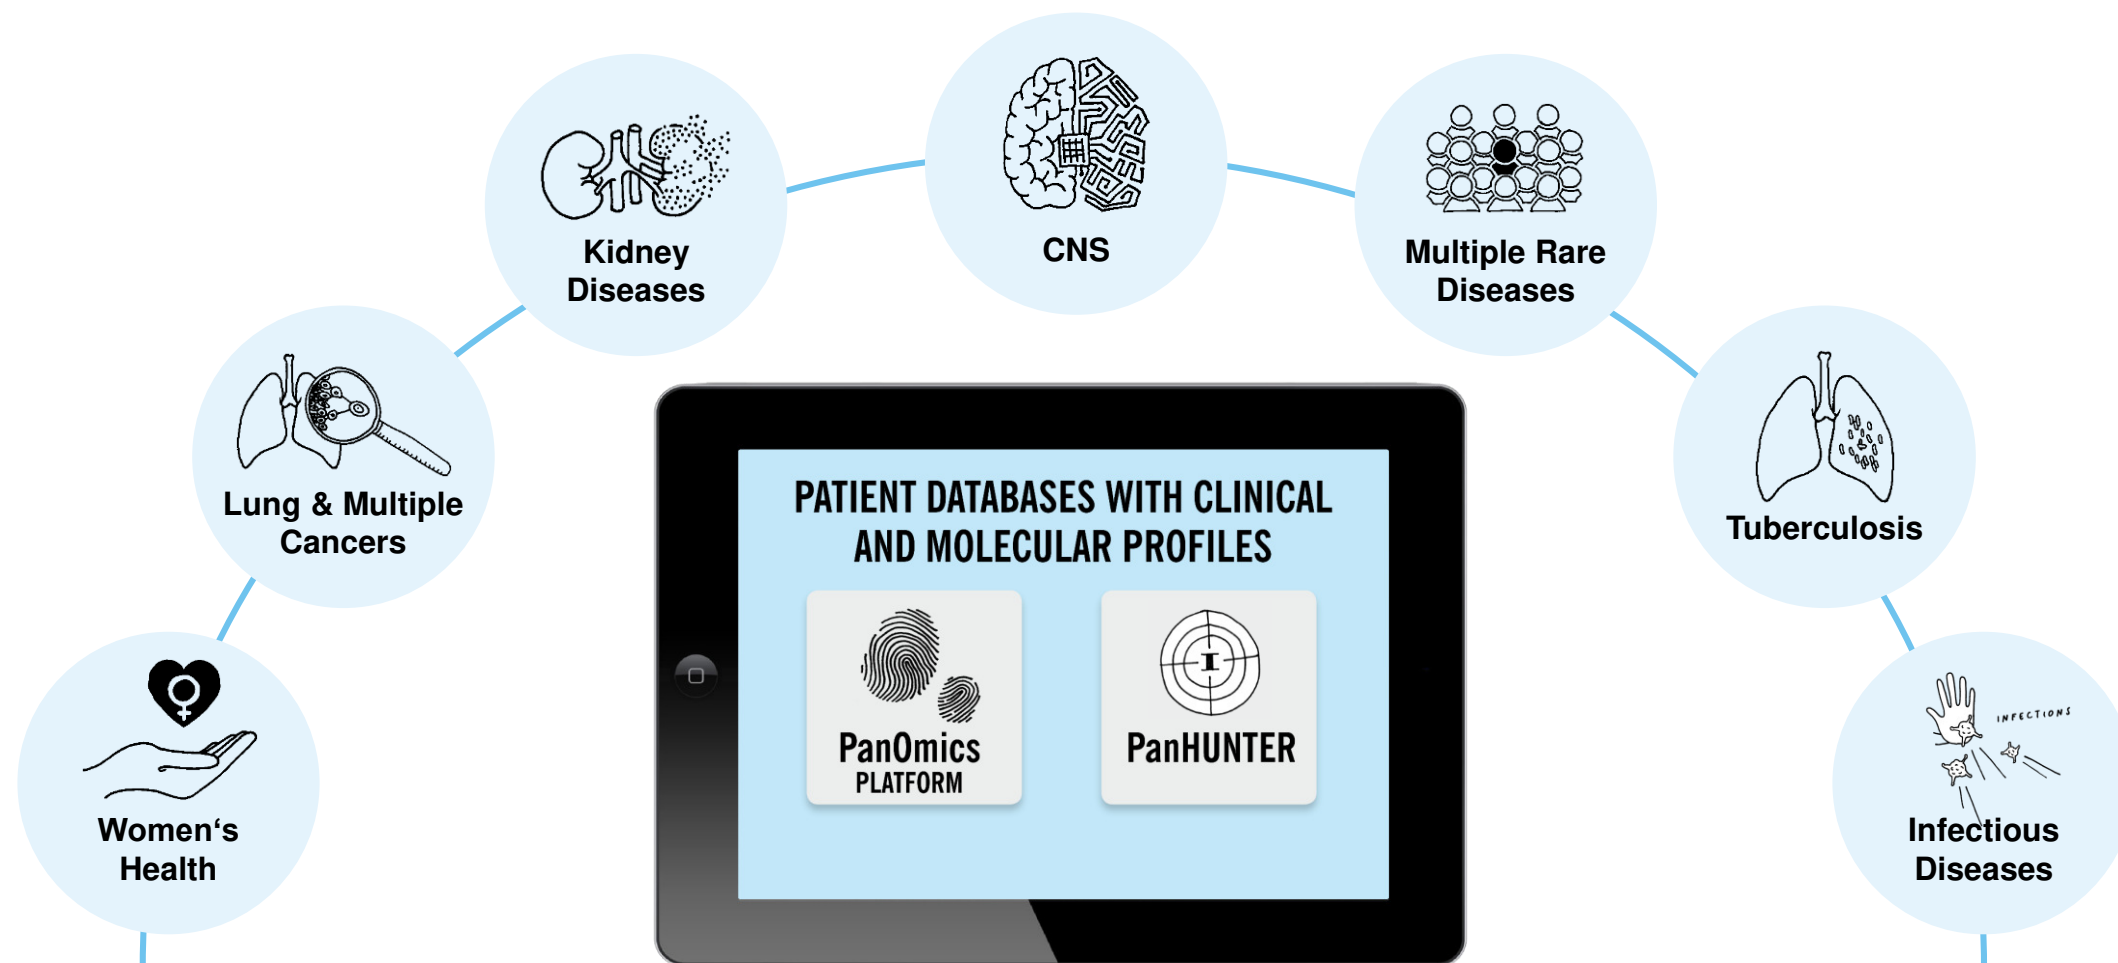 CNS
Kidney
Diseases
Multiple Rare
Diseases
Lung & Multiple
Cancers
Tuberculosis
PATIENT DATABASES WITH CLINICAL
AND MOLECULAR PROFILES
PanOmics
PLATFORM
I
PanHUNTER
Women‘s
Health
INFECTIONS
Infectious
Diseases